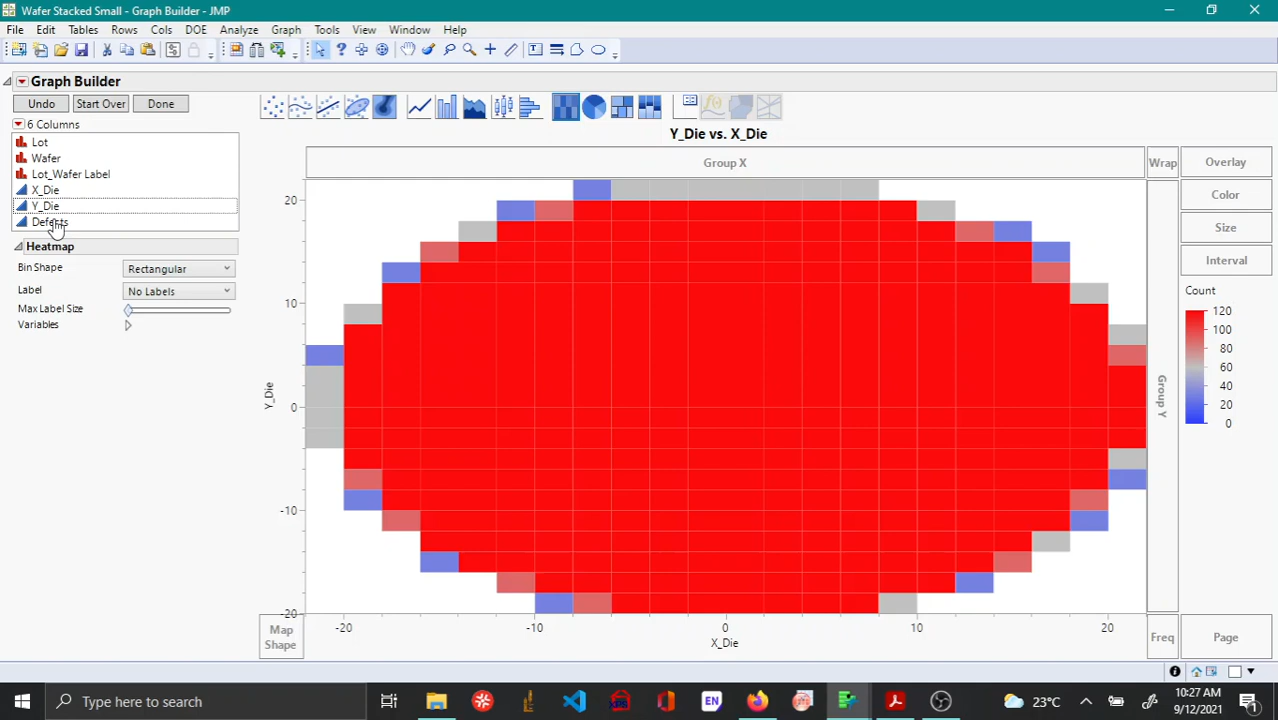 Wafer Stacked Small - Graph Builder - JMP
File Edit Tables Rows Cols DOE Analyze Graph Tools View Window Help
Graph Builder
Undo Start Over Done
6 Columns
Lot
Wafer
Lot_Wafer Label
X_Die
Y_Die
Defects
Heatmap
Bin Shape Rectangular
Label No Labels
Max Label Size
Variables
Y_Die vs. X_Die
Group X
Wrap
Overlay
Color
Size
Interval
Count
120
100
80
60
40
20
0
20
10
0
-10
-20
Y_Die
Group Y
-20 -10 0 10 20
X_Die
Map
Shape
Freq
Page
Type here to search
EN
23°C
10:27 AM
9/12/2021
1